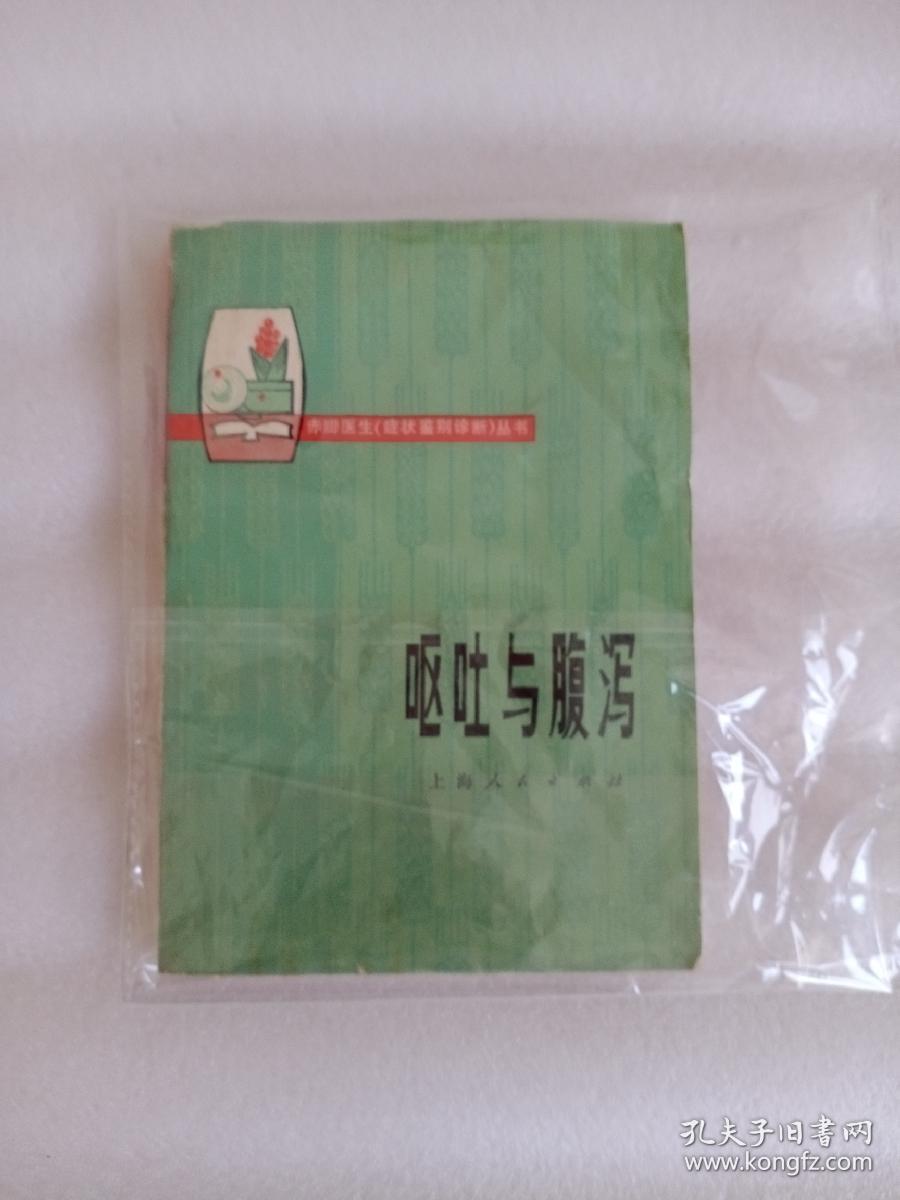 赤脚医生(症状鉴别诊断)丛书
呕吐与腹泻
上海人民出版社
孔夫子旧書网
www.kongfz.com